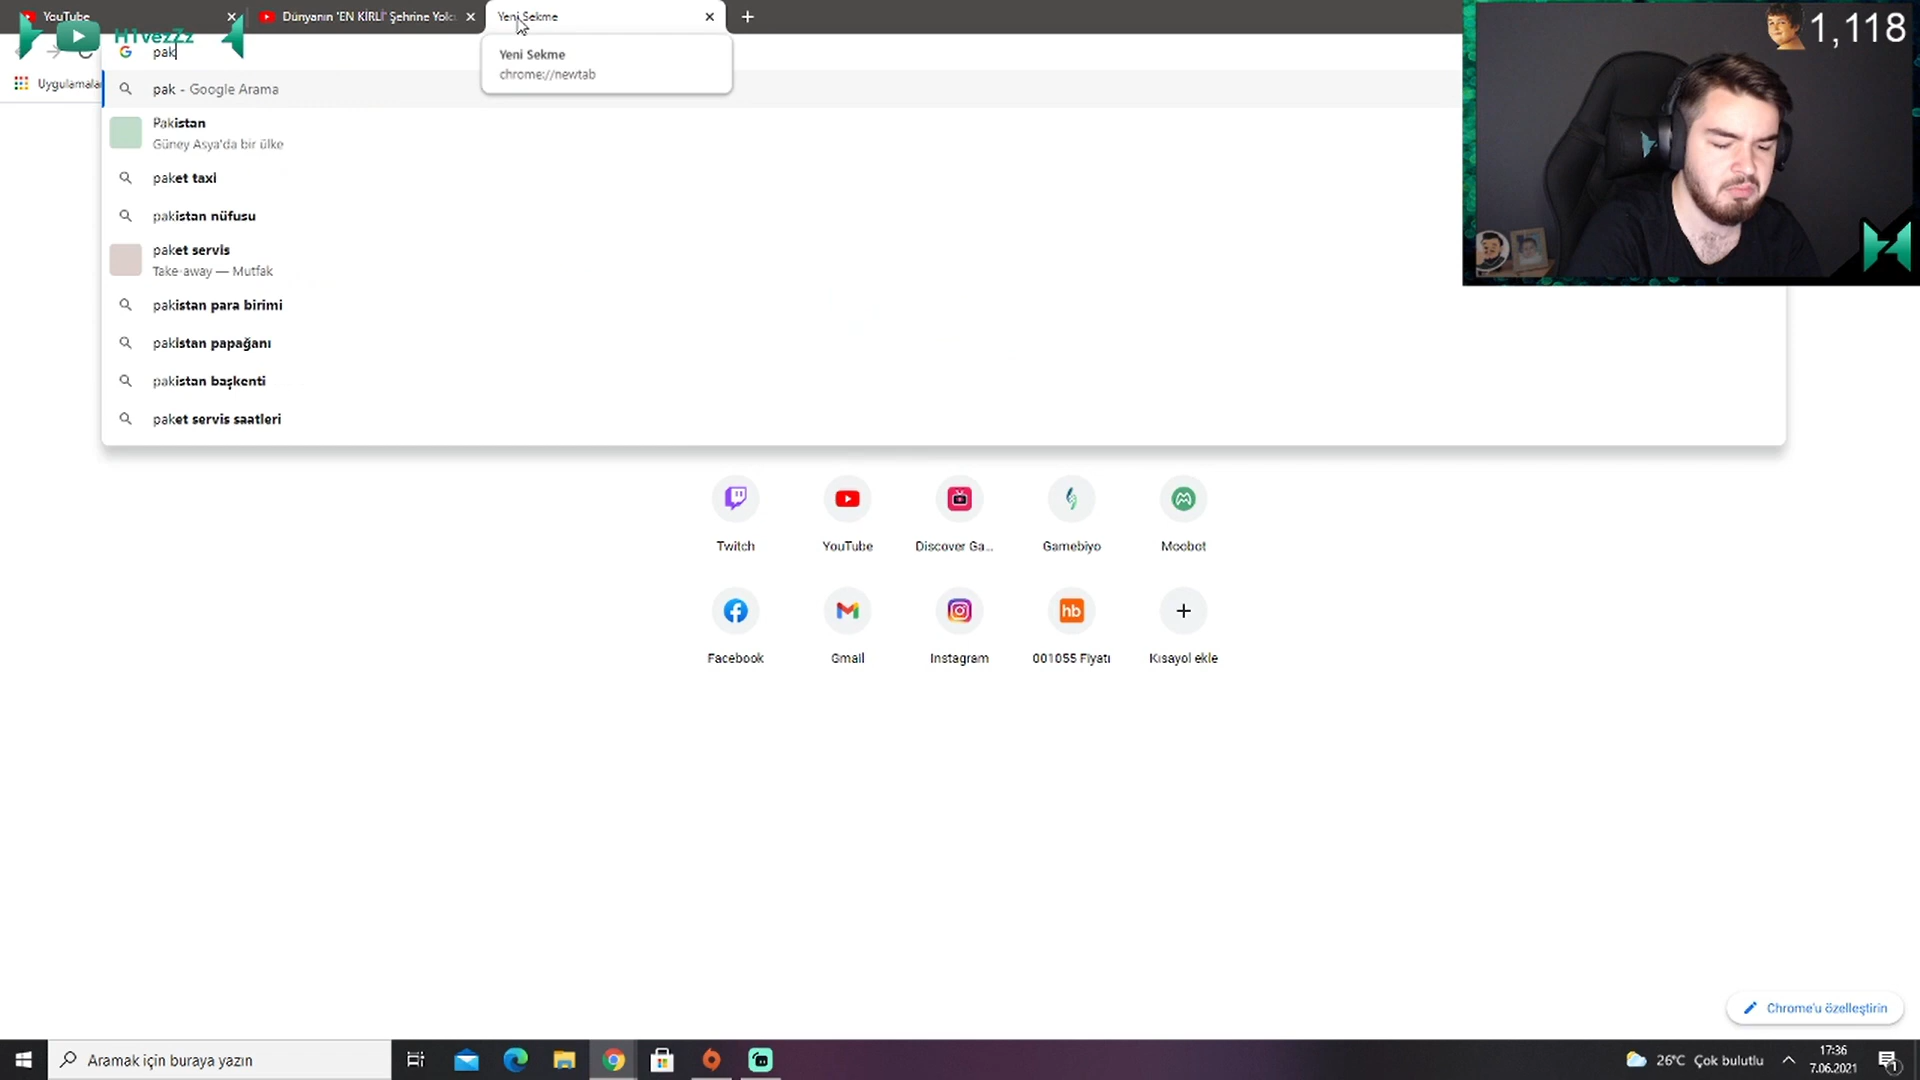 YouTube
Dünyanın "EN KİRLİ" Şehrine Yolc
Yeni Sekme
1,118
H1vezZz
pak
Yeni Sekme
chrome://newtab
Uygulamalar
pak - Google Arama
Pakistan
Güney Asya'da bir ülke
paket taxi
pakistan nüfusu
paket servis
Take-away — Mutfak
pakistan para birimi
pakistan papağanı
pakistan başkenti
paket servis saatleri
Twitch
YouTube
Discover Ga...
Gamebiyo
Moobot
hb
Facebook
Gmail
Instagram
001055 Fiyatı
Kısayol ekle
Chrome'u özelleştirin
Aramak için buraya yazın
26°C Çok bulutlu
17:36
7.06.2021
1